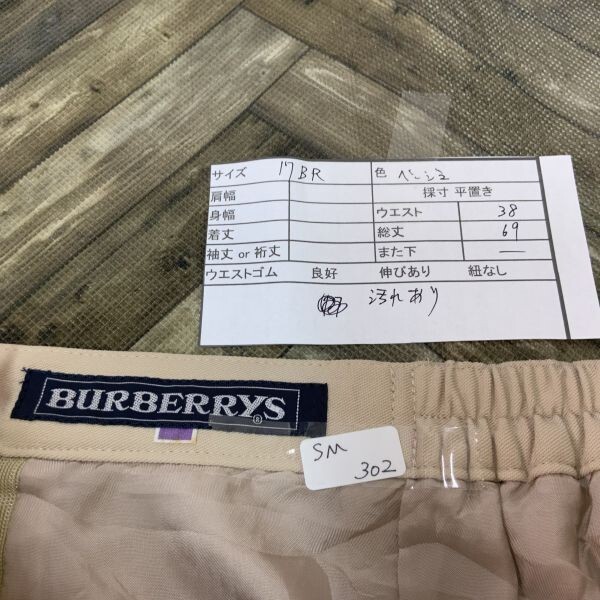 サイズ 17BR 色 ベージュ
肩幅 採寸 平置き
身幅 ウエスト 38
着丈 総丈 69
袖丈 or 裄丈 また下 —
ウエストゴム 良好 伸びあり 紐なし
汚れあり
BURBERRYS®
SM
302